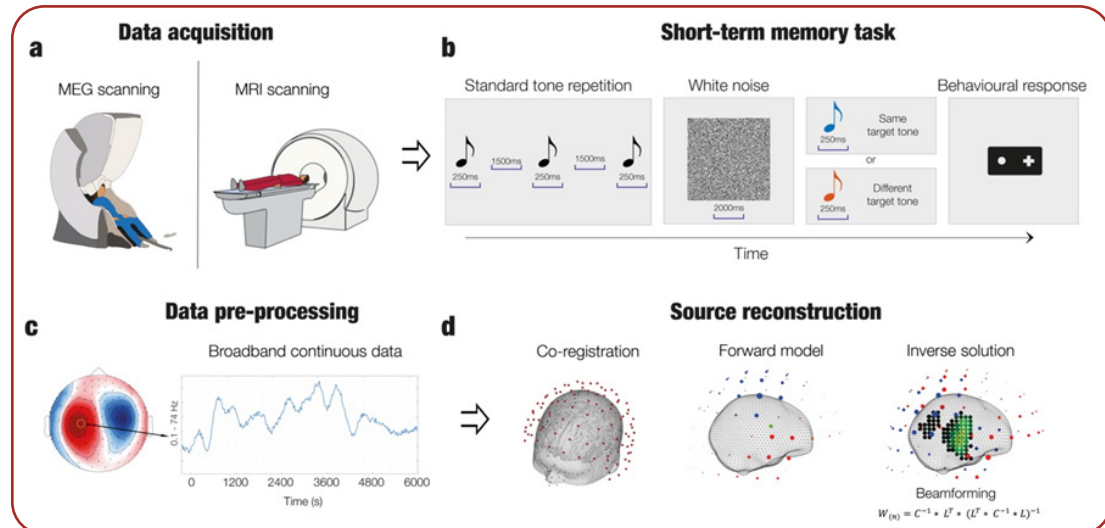 a
Data acquisition
MEG scanning
MRI scanning
b
Short-term memory task
Standard tone repetition
White noise
Behavioural response
250ms
1500ms
250ms
1500ms
250ms
2000ms
250ms
Same
target tone
or
250ms
Different
target tone
Time
c
Data pre-processing
Broadband continuous data
0.1 - 74 Hz
0 1200 2400 3600 4800 6000
Time (s)
d
Source reconstruction
Co-registration
Forward model
Inverse solution
Beamforming
W(n) = C⁻¹ * Lᵀ * (Lᵀ * C⁻¹ * L)⁻¹